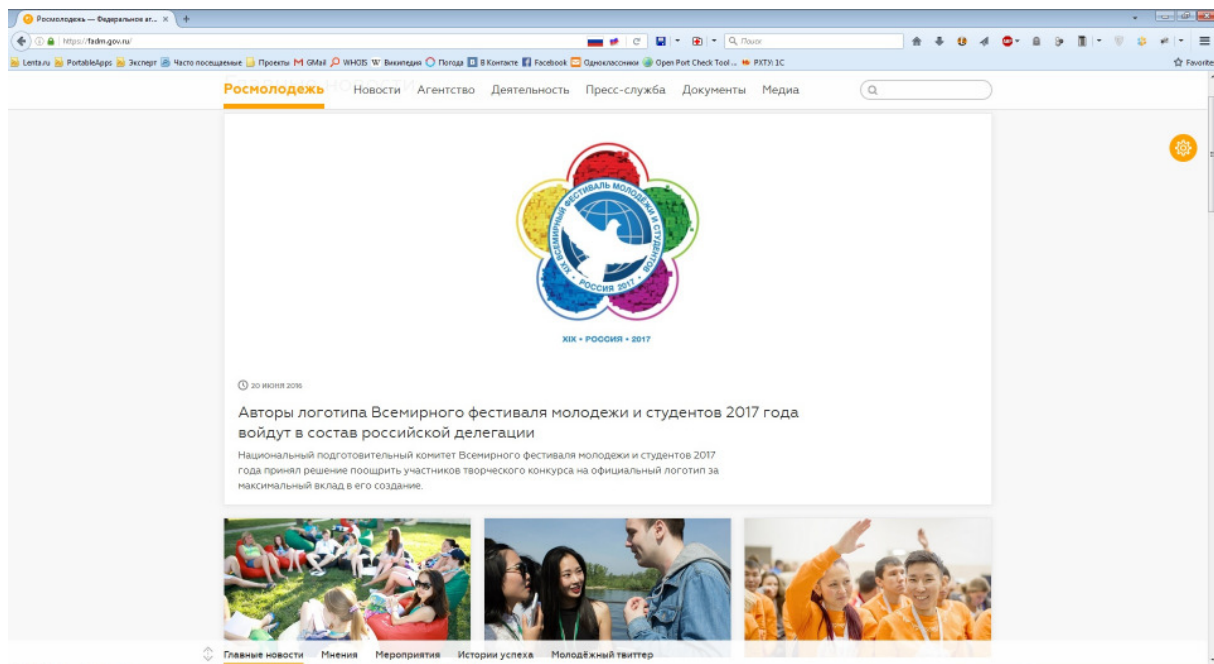 Росмолодежь — Федеральное аг...
https://fadm.gov.ru/
Поиск
Lenta.ru PortableApps Эксперт Часто посещаемые Проекты GMail WHOIS Википедия Погода В Контакте Facebook Одноклассники Open Port Check Tool ... РХТУ: 1С Favorite
Росмолодежь Новости Агентство Деятельность Пресс-служба Документы Медиа
XIX ВСЕМИРНЫЙ ФЕСТИВАЛЬ МОЛОДЁЖИ И СТУДЕНТОВ
• РОССИЯ 2017 •
XIX • РОССИЯ • 2017
20 июня 2016
Авторы логотипа Всемирного фестиваля молодежи и студентов 2017 года
войдут в состав российской делегации
Национальный подготовительный комитет Всемирного фестиваля молодежи и студентов 2017
года принял решение поощрить участников творческого конкурса на официальный логотип за
максимальный вклад в его создание.
Главные новости Мнения Мероприятия Истории успеха Молодёжный твиттер